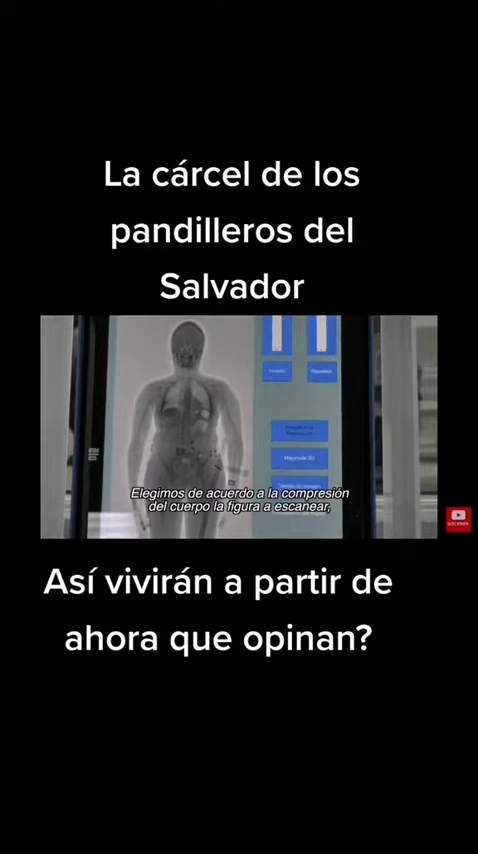 La cárcel de los
pandilleros del
Salvador
Elegimos de acuerdo a la compresión
del cuerpo la figura a escanear,
Así vivirán a partir de
ahora que opinan?